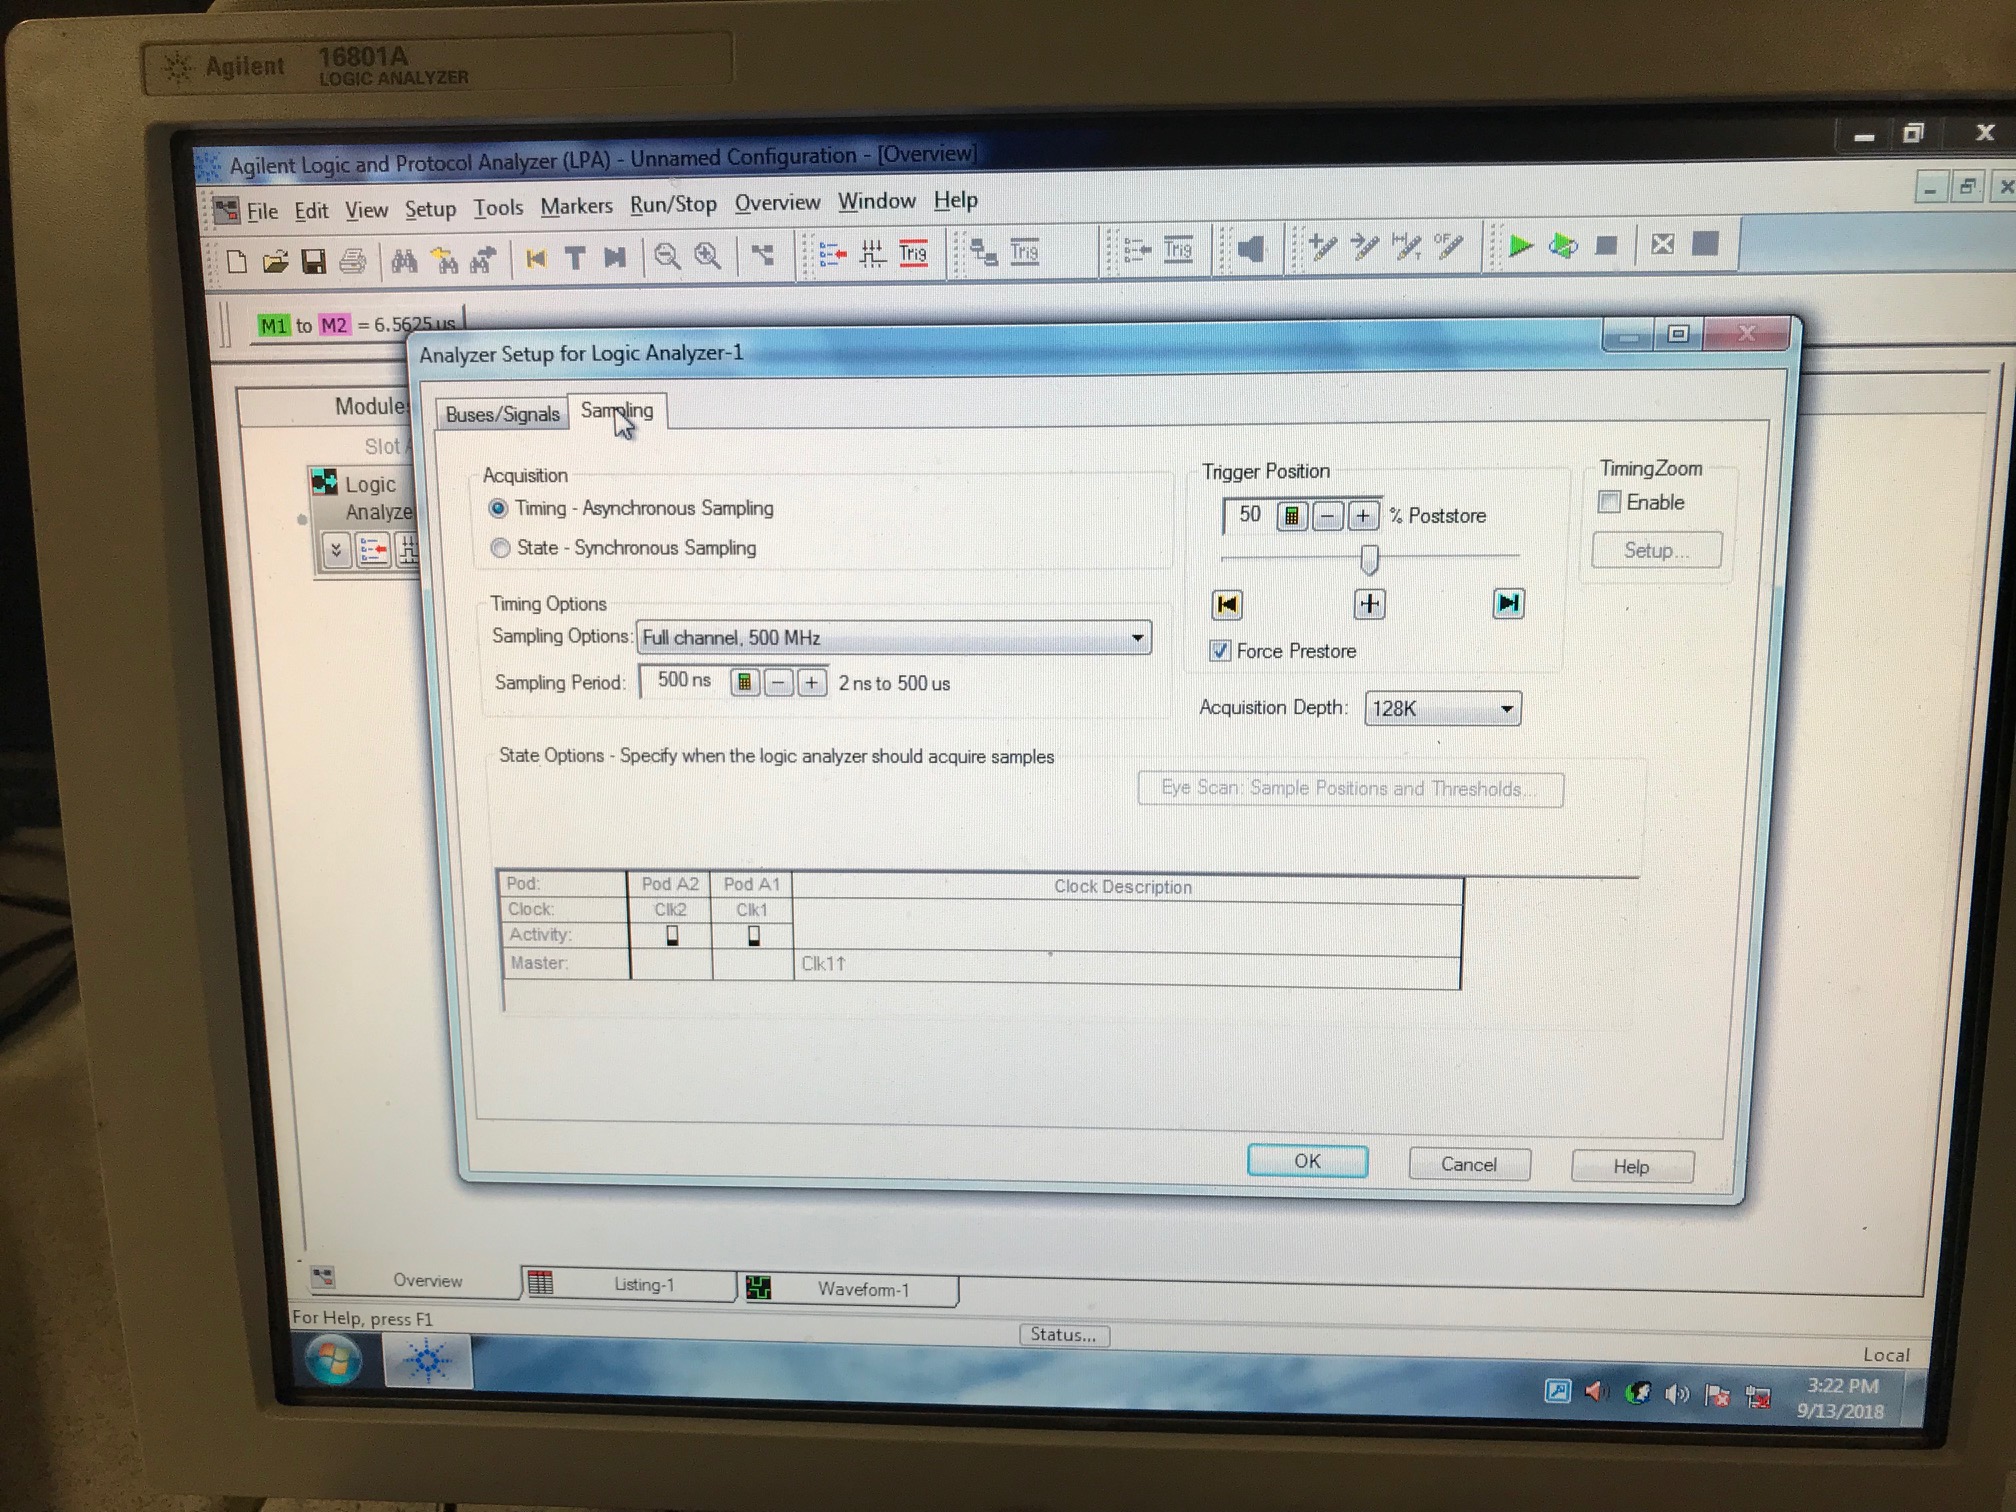 Agilent 16801A
LOGIC ANALYZER
Agilent Logic and Protocol Analyzer (LPA) - Unnamed Configuration - [Overview]
File Edit View Setup Tools Markers Run/Stop Overview Window Help
T Trig Trig Trig
M1 to M2 = 6.5625 us
Analyzer Setup for Logic Analyzer-1
Module
Slot A
Logic
Analyze
Buses/Signals Sampling
Acquisition
Timing - Asynchronous Sampling
State - Synchronous Sampling
Timing Options
Sampling Options: Full channel, 500 MHz
Sampling Period: 500 ns - + 2 ns to 500 us
Trigger Position
50 - + % Poststore
Force Prestore
Acquisition Depth: 128K
TimingZoom
Enable
Setup...
State Options - Specify when the logic analyzer should acquire samples
Eye Scan: Sample Positions and Thresholds...
Pod: Pod A2 Pod A1 Clock Description
Clock: Clk2 Clk1
Activity:
Master: Clk1↑
OK Cancel Help
Overview Listing-1 Waveform-1
For Help, press F1
Status...
Local
3:22 PM
9/13/2018